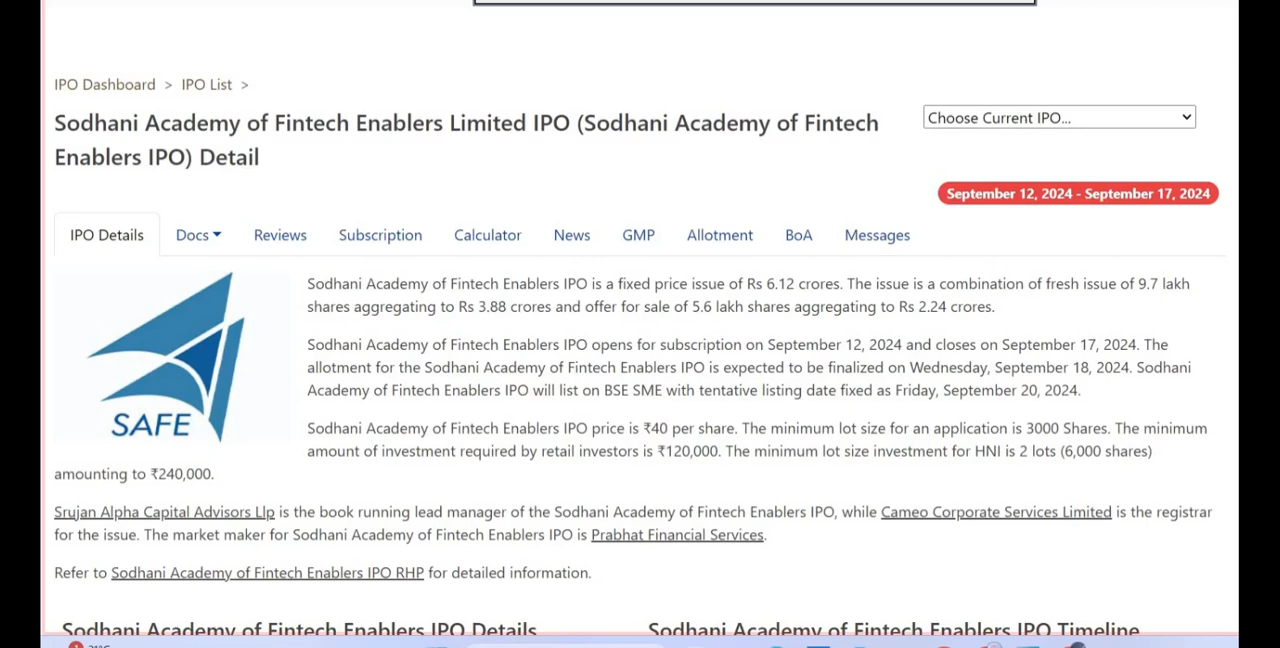 IPO Dashboard > IPO List >
Sodhani Academy of Fintech Enablers Limited IPO (Sodhani Academy of Fintech
Enablers IPO) Detail
Choose Current IPO...
September 12, 2024 - September 17, 2024
IPO Details Docs Reviews Subscription Calculator News GMP Allotment BoA Messages
SAFE
Sodhani Academy of Fintech Enablers IPO is a fixed price issue of Rs 6.12 crores. The issue is a combination of fresh issue of 9.7 lakh
shares aggregating to Rs 3.88 crores and offer for sale of 5.6 lakh shares aggregating to Rs 2.24 crores.
Sodhani Academy of Fintech Enablers IPO opens for subscription on September 12, 2024 and closes on September 17, 2024. The
allotment for the Sodhani Academy of Fintech Enablers IPO is expected to be finalized on Wednesday, September 18, 2024. Sodhani
Academy of Fintech Enablers IPO will list on BSE SME with tentative listing date fixed as Friday, September 20, 2024.
Sodhani Academy of Fintech Enablers IPO price is ₹40 per share. The minimum lot size for an application is 3000 Shares. The minimum
amount of investment required by retail investors is ₹120,000. The minimum lot size investment for HNI is 2 lots (6,000 shares)
amounting to ₹240,000.
Srujan Alpha Capital Advisors Llp is the book running lead manager of the Sodhani Academy of Fintech Enablers IPO, while Cameo Corporate Services Limited is the registrar
for the issue. The market maker for Sodhani Academy of Fintech Enablers IPO is Prabhat Financial Services.
Refer to Sodhani Academy of Fintech Enablers IPO RHP for detailed information.
Sodhani Academy of Fintech Enablers IPO Details
Sodhani Academy of Fintech Enablers IPO Timeline